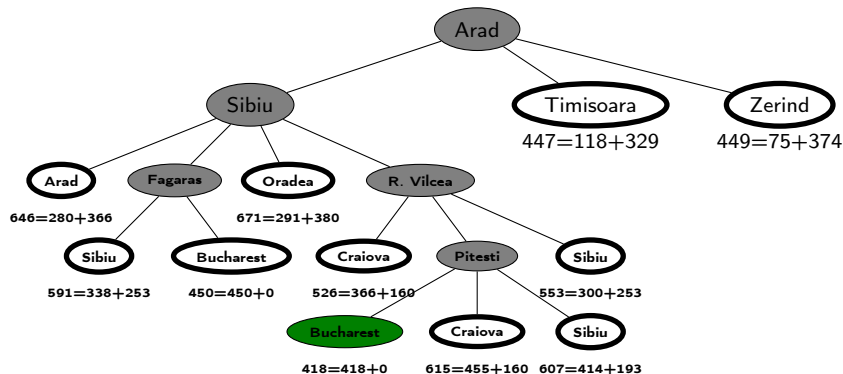 Arad
Sibiu
Timisoara
Zerind
447=118+329
449=75+374
Arad
Fagaras
Oradea
R. Vilcea
646=280+366
671=291+380
Sibiu
Bucharest
Craiova
Pitesti
Sibiu
591=338+253
450=450+0
526=366+160
553=300+253
Bucharest
Craiova
Sibiu
418=418+0
615=455+160
607=414+193